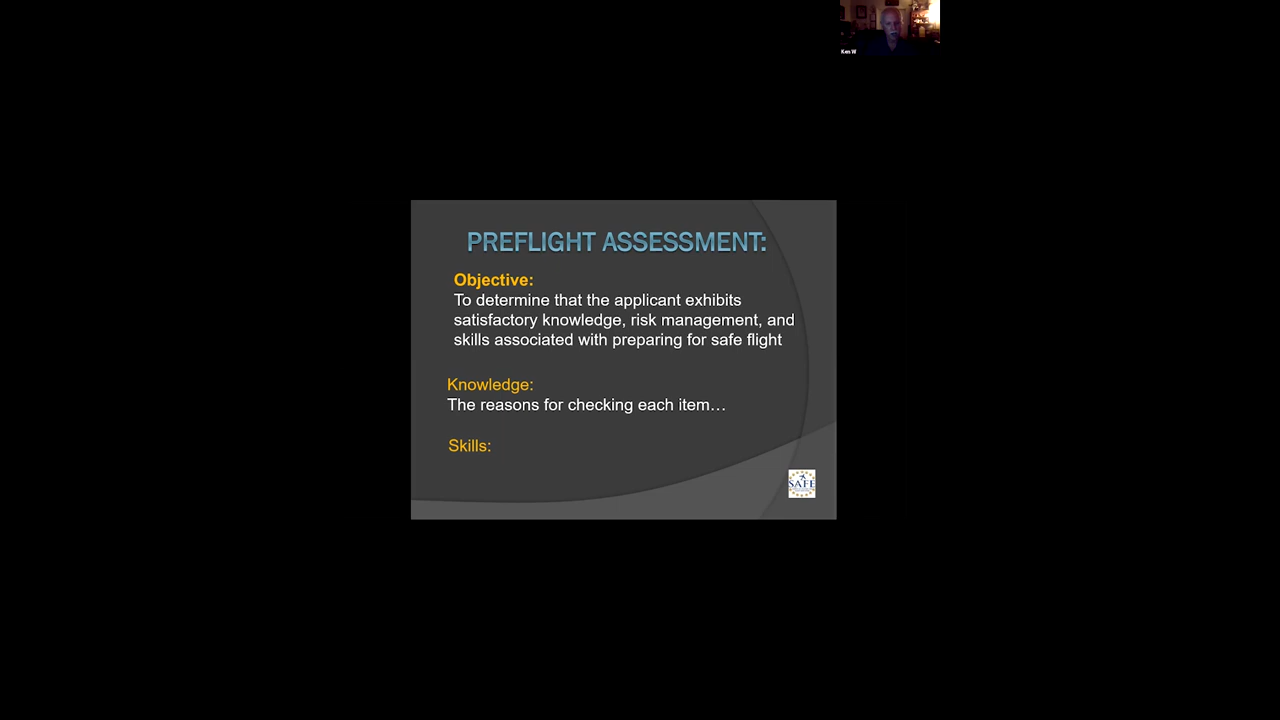 Ken W
PREFLIGHT ASSESSMENT:
Objective:
To determine that the applicant exhibits
satisfactory knowledge, risk management, and
skills associated with preparing for safe flight
Knowledge:
The reasons for checking each item…
Skills:
SAFE